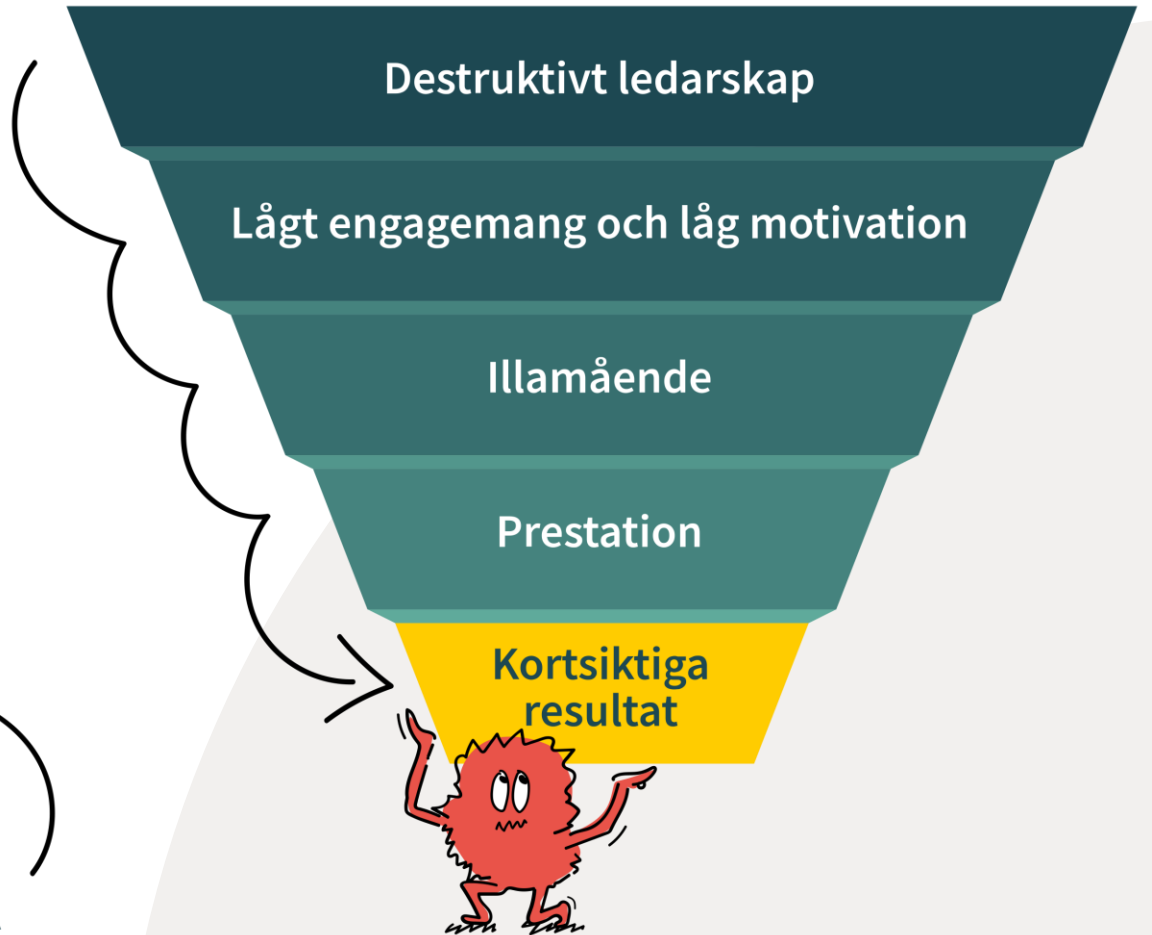 Destruktivt ledarskap
Lågt engagemang och låg motivation
Illamående
Prestation
Kortsiktiga
resultat